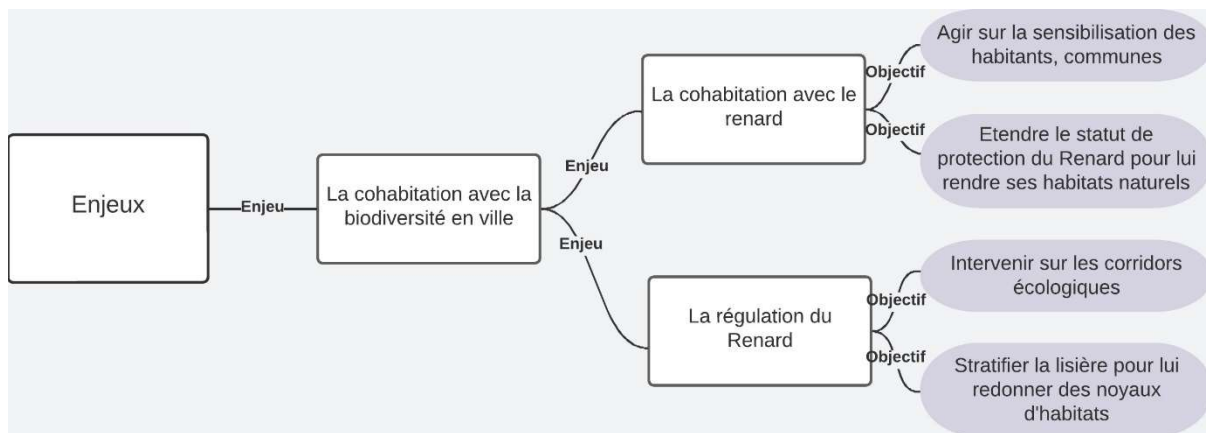 Enjeux
Enjeu
La cohabitation avec la
biodiversité en ville
Enjeu
Enjeu
La cohabitation avec le
renard
Objectif
Objectif
Agir sur la sensibilisation des
habitants, communes
Etendre le statut de
protection du Renard pour lui
rendre ses habitats naturels
La régulation du
Renard
Objectif
Objectif
Intervenir sur les corridors
écologiques
Stratifier la lisière pour lui
redonner des noyaux
d'habitats